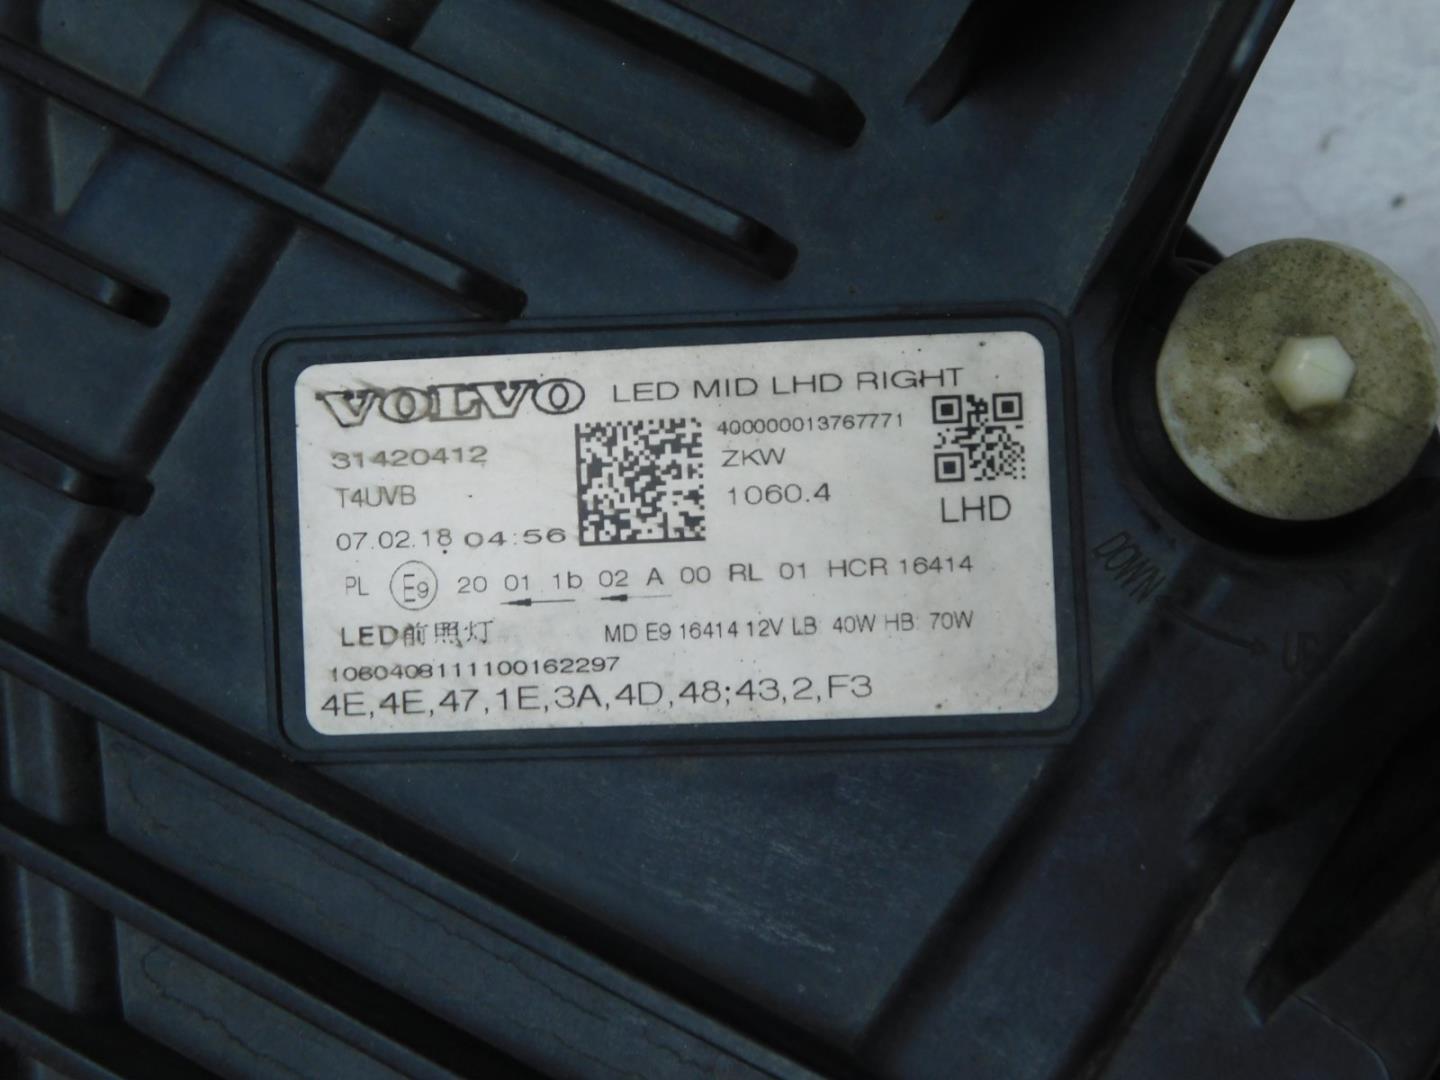 VOLVO LED MID LHD RIGHT
31420412
400000013767771
T4UVB
ZKW
07.02.18 04:56
1060.4
LHD
PL E9 20 01 1b 02 A 00 RL 01 HCR 16414
LED前照灯 MD E9 16414 12V LB 40W HB: 70W
1060408111100162297
4E,4E,47,1E,3A,4D,48;43,2,F3
DOWN
UP